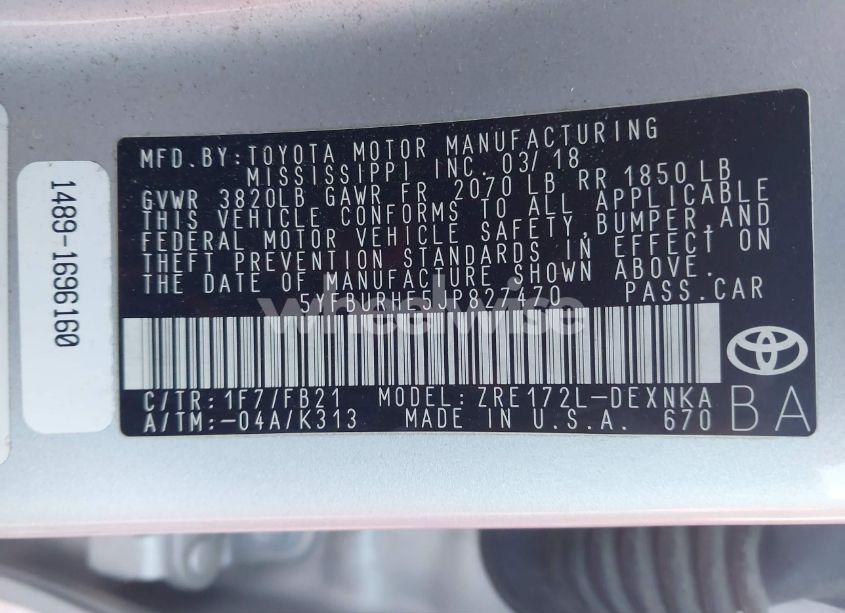 MFD.BY:TOYOTA MOTOR MANUFACTURING
MISSISSIPPI INC. 03/18
GVWR 3820LB GAWR FR 2070 LB RR 1850 LB
THIS VEHICLE CONFORMS TO ALL APPLICABLE
FEDERAL MOTOR VEHICLE SAFETY,BUMPER,AND
THEFT PREVENTION STANDARDS IN EFFECT ON
THE DATE OF MANUFACTURE SHOWN ABOVE.
5YFBURHE5JP827470 PASS.CAR
C/TR: 1F7/FB21 MODEL: ZRE172L-DEXNKA
A/TM:-04A/K313 MADE IN U.S.A. 670
BA
1489-1696160
wheelwise